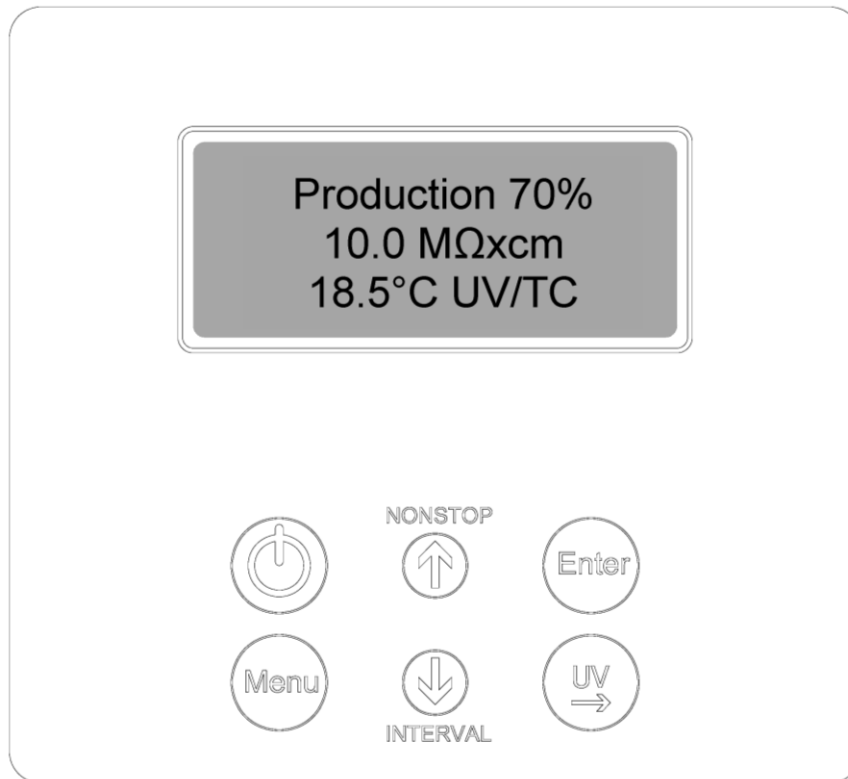 Production 70%
10.0 MΩxcm
18.5°C UV/TC
NONSTOP
Enter
Menu
UV
INTERVAL